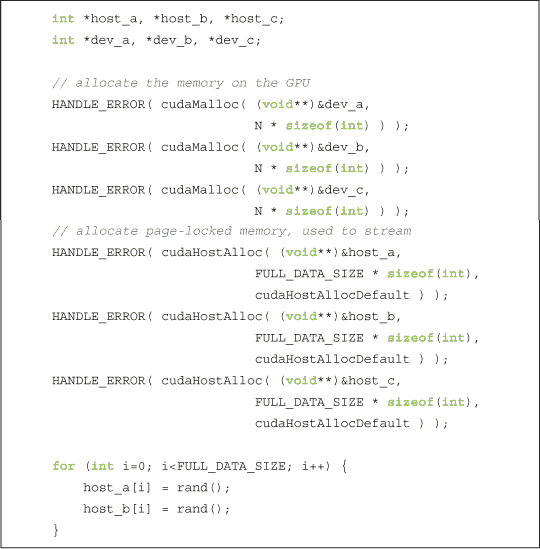 int *host_a, *host_b, *host_c;
int *dev_a, *dev_b, *dev_c;
// allocate the memory on the GPU
HANDLE_ERROR( cudaMalloc( (void**)&dev_a,
N * sizeof(int) ) );
HANDLE_ERROR( cudaMalloc( (void**)&dev_b,
N * sizeof(int) ) );
HANDLE_ERROR( cudaMalloc( (void**)&dev_c,
N * sizeof(int) ) );
// allocate page-locked memory, used to stream
HANDLE_ERROR( cudaHostAlloc( (void**)&host_a,
FULL_DATA_SIZE * sizeof(int),
cudaHostAllocDefault ) );
HANDLE_ERROR( cudaHostAlloc( (void**)&host_b,
FULL_DATA_SIZE * sizeof(int),
cudaHostAllocDefault ) );
HANDLE_ERROR( cudaHostAlloc( (void**)&host_c,
FULL_DATA_SIZE * sizeof(int),
cudaHostAllocDefault ) );
for (int i=0; i<FULL_DATA_SIZE; i++) {
host_a[i] = rand();
host_b[i] = rand();
}